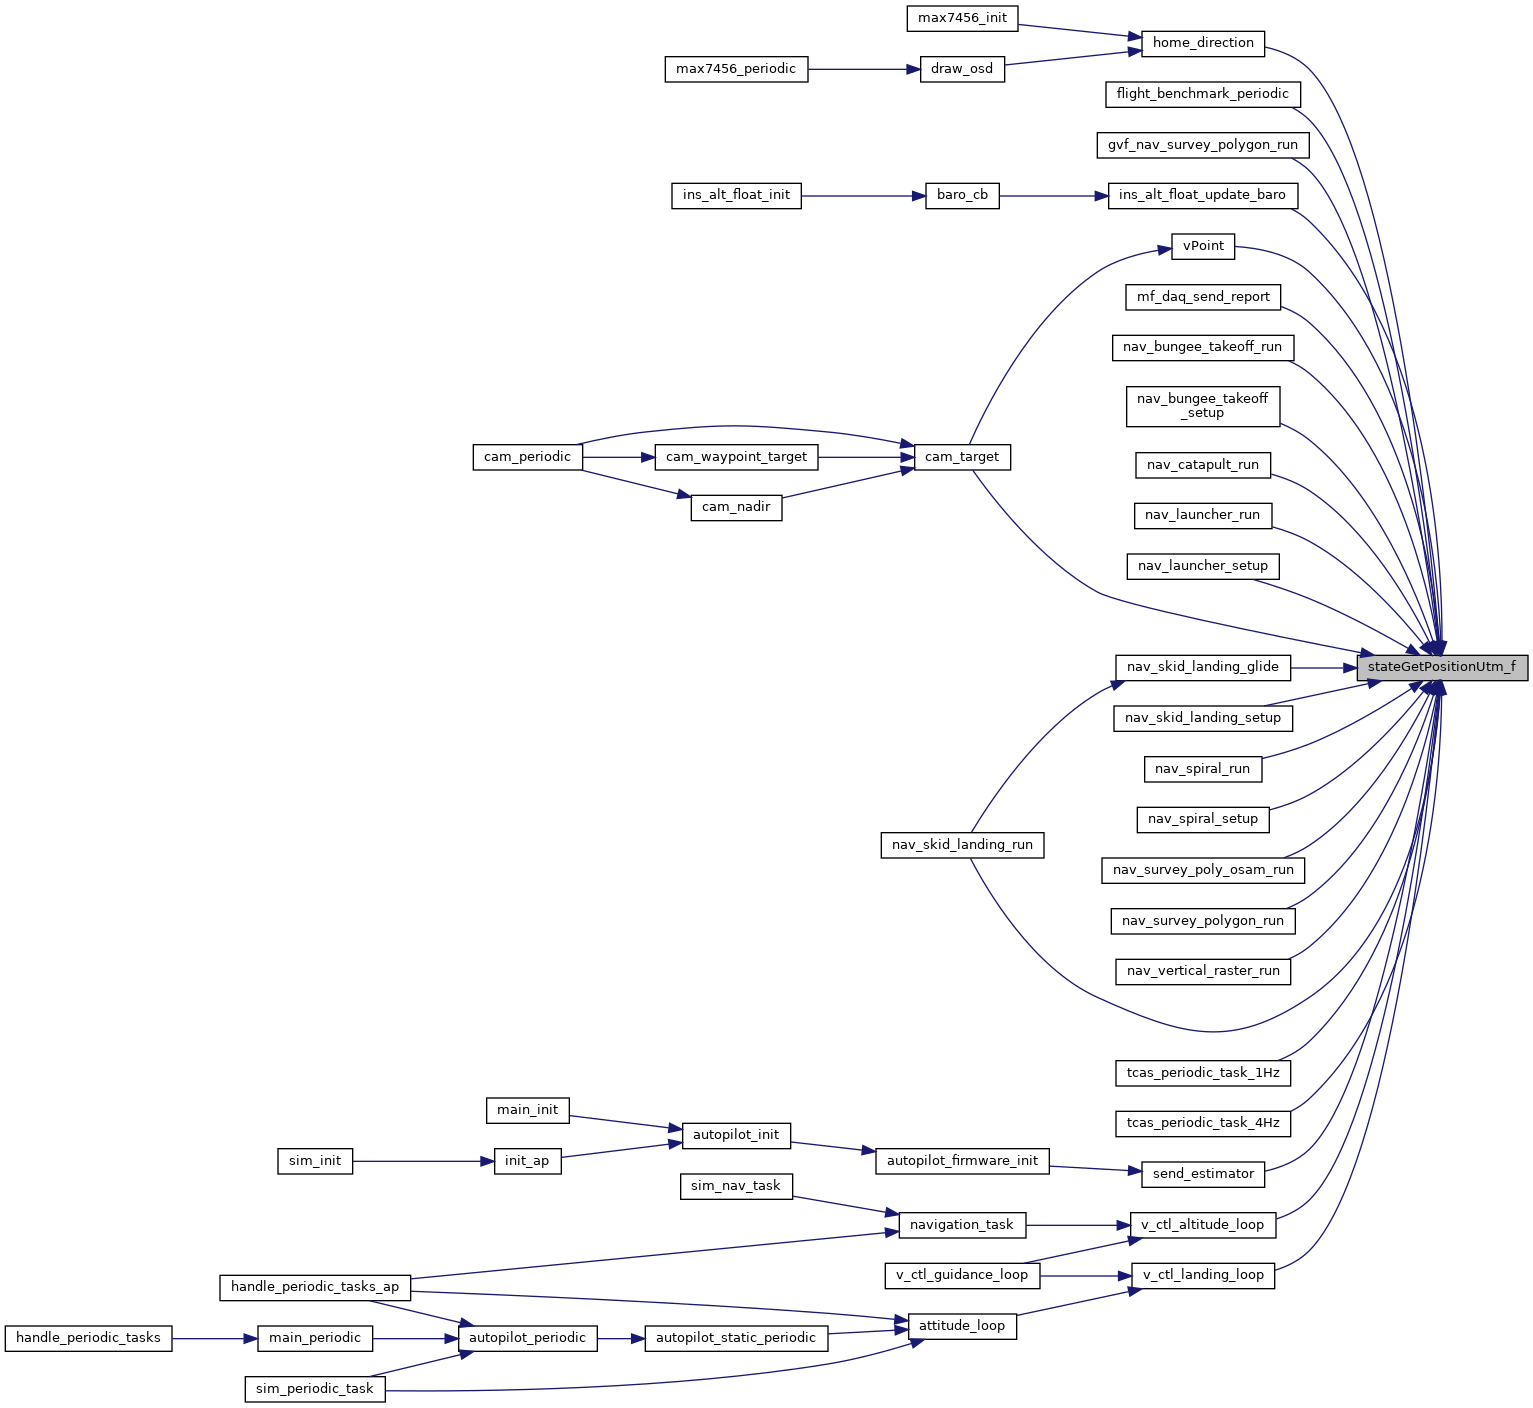 max7456_init
home_direction
max7456_periodic
draw_osd
flight_benchmark_periodic
gvf_nav_survey_polygon_run
ins_alt_float_init
baro_cb
ins_alt_float_update_baro
vPoint
mf_daq_send_report
nav_bungee_takeoff_run
nav_bungee_takeoff
_setup
cam_periodic
cam_waypoint_target
cam_target
nav_catapult_run
cam_nadir
nav_launcher_run
nav_launcher_setup
nav_skid_landing_glide
stateGetPositionUtm_f
nav_skid_landing_setup
nav_spiral_run
nav_spiral_setup
nav_skid_landing_run
nav_survey_poly_osam_run
nav_survey_polygon_run
nav_vertical_raster_run
tcas_periodic_task_1Hz
main_init
tcas_periodic_task_4Hz
autopilot_init
sim_init
init_ap
autopilot_firmware_init
send_estimator
sim_nav_task
navigation_task
v_ctl_altitude_loop
handle_periodic_tasks_ap
v_ctl_guidance_loop
v_ctl_landing_loop
attitude_loop
handle_periodic_tasks
main_periodic
autopilot_periodic
autopilot_static_periodic
sim_periodic_task